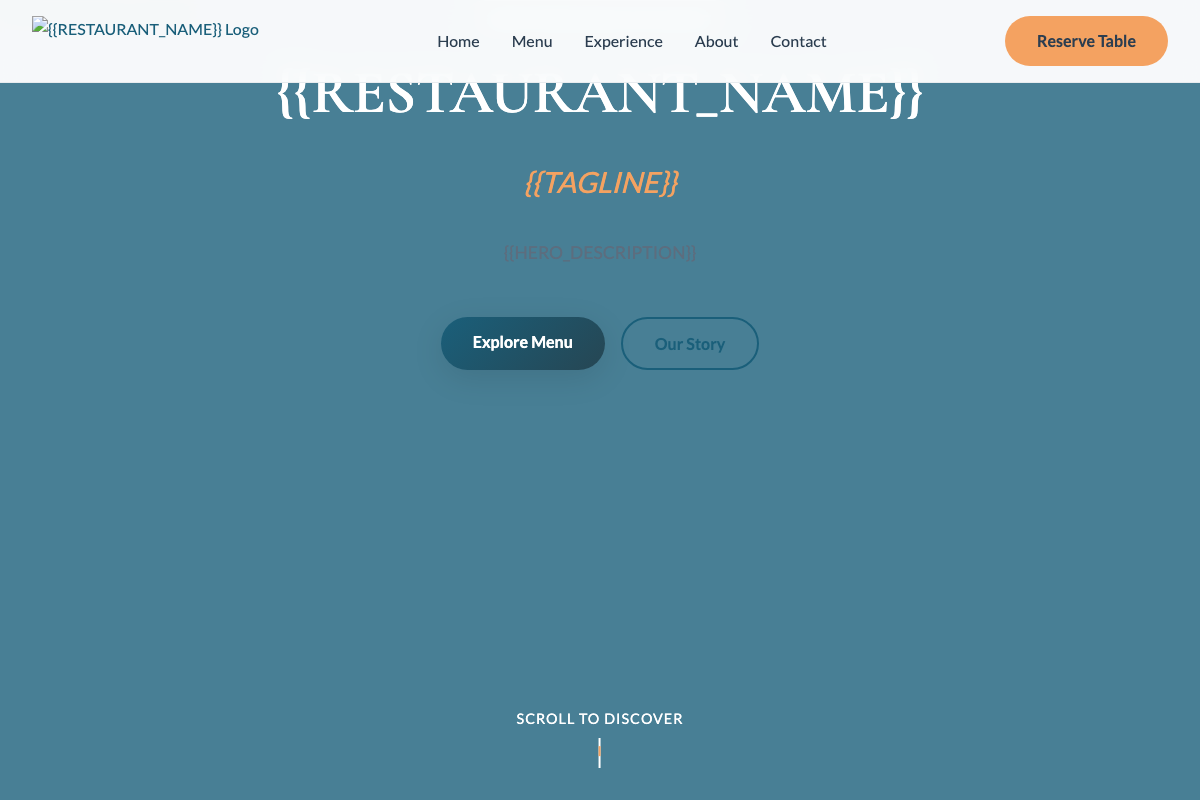 {{RESTAURANT_NAME}} Logo
Home
Menu
Experience
About
Contact
Reserve Table
{{RESTAURANT_NAME}}
{{TAGLINE}}
{{HERO_DESCRIPTION}}
Explore Menu
Our Story
SCROLL TO DISCOVER